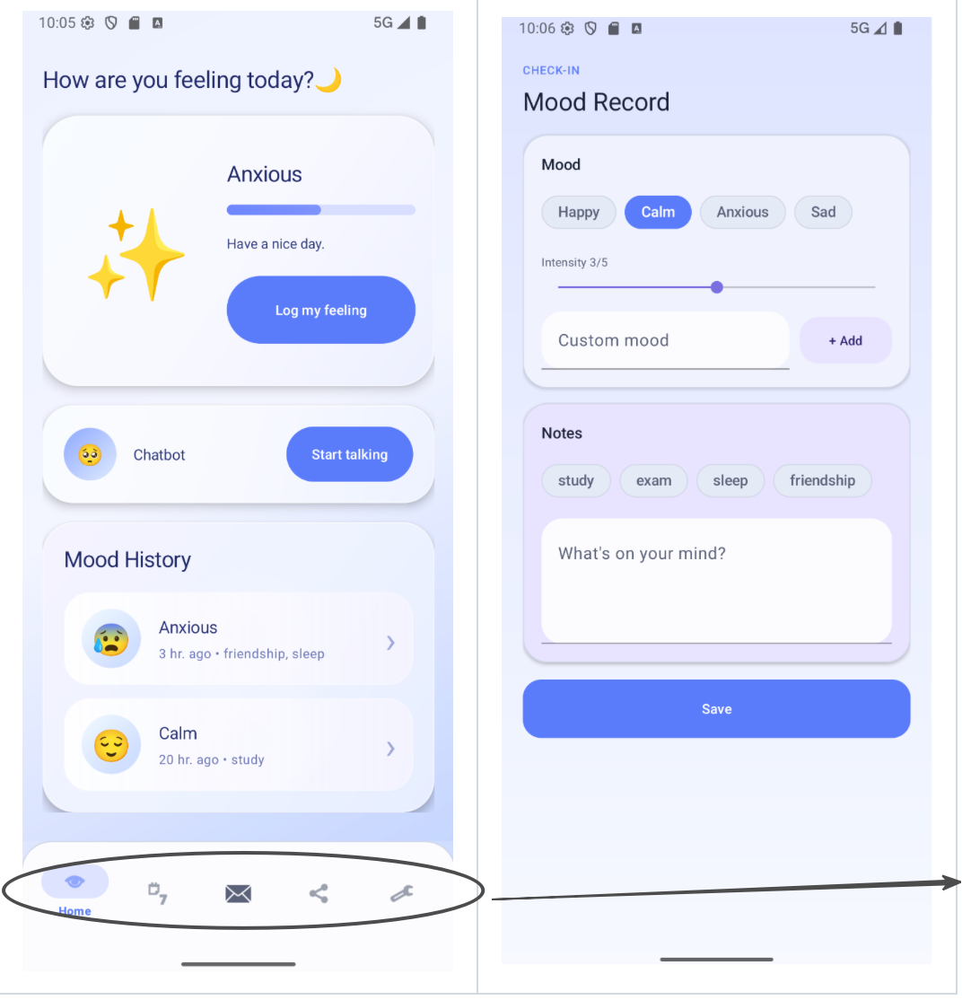 10:05
5G
How are you feeling today?🌙
Anxious
Have a nice day.
Log my feeling
Chatbot
Start talking
Mood History
Anxious
3 hr. ago • friendship, sleep
Calm
20 hr. ago • study
7
Home
10:06
5G
CHECK-IN
Mood Record
Mood
Happy Calm Anxious Sad
Intensity 3/5
Custom mood
+ Add
Notes
study exam sleep friendship
What's on your mind?
Save